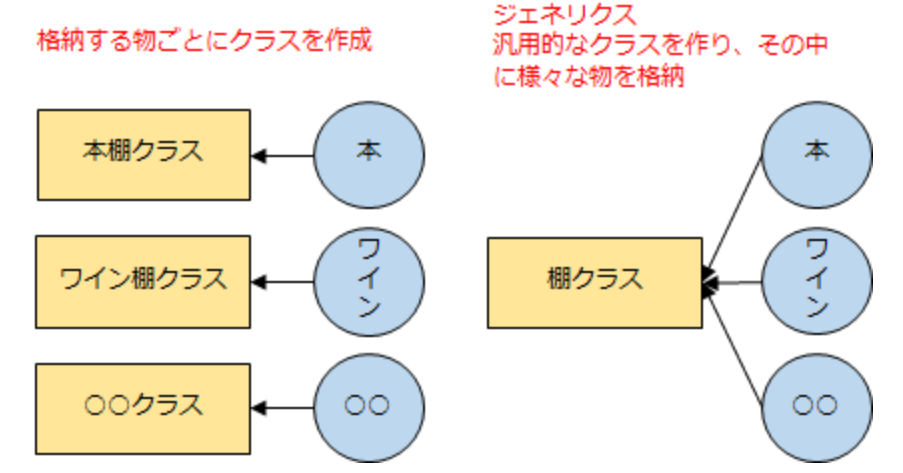 格納する物ごとにクラスを作成
ジェネリクス
汎用的なクラスを作り、その中
に様々な物を格納
本棚クラス
本
ワイン棚クラス
ワイン
○○クラス
○○
棚クラス
本
ワイン
○○